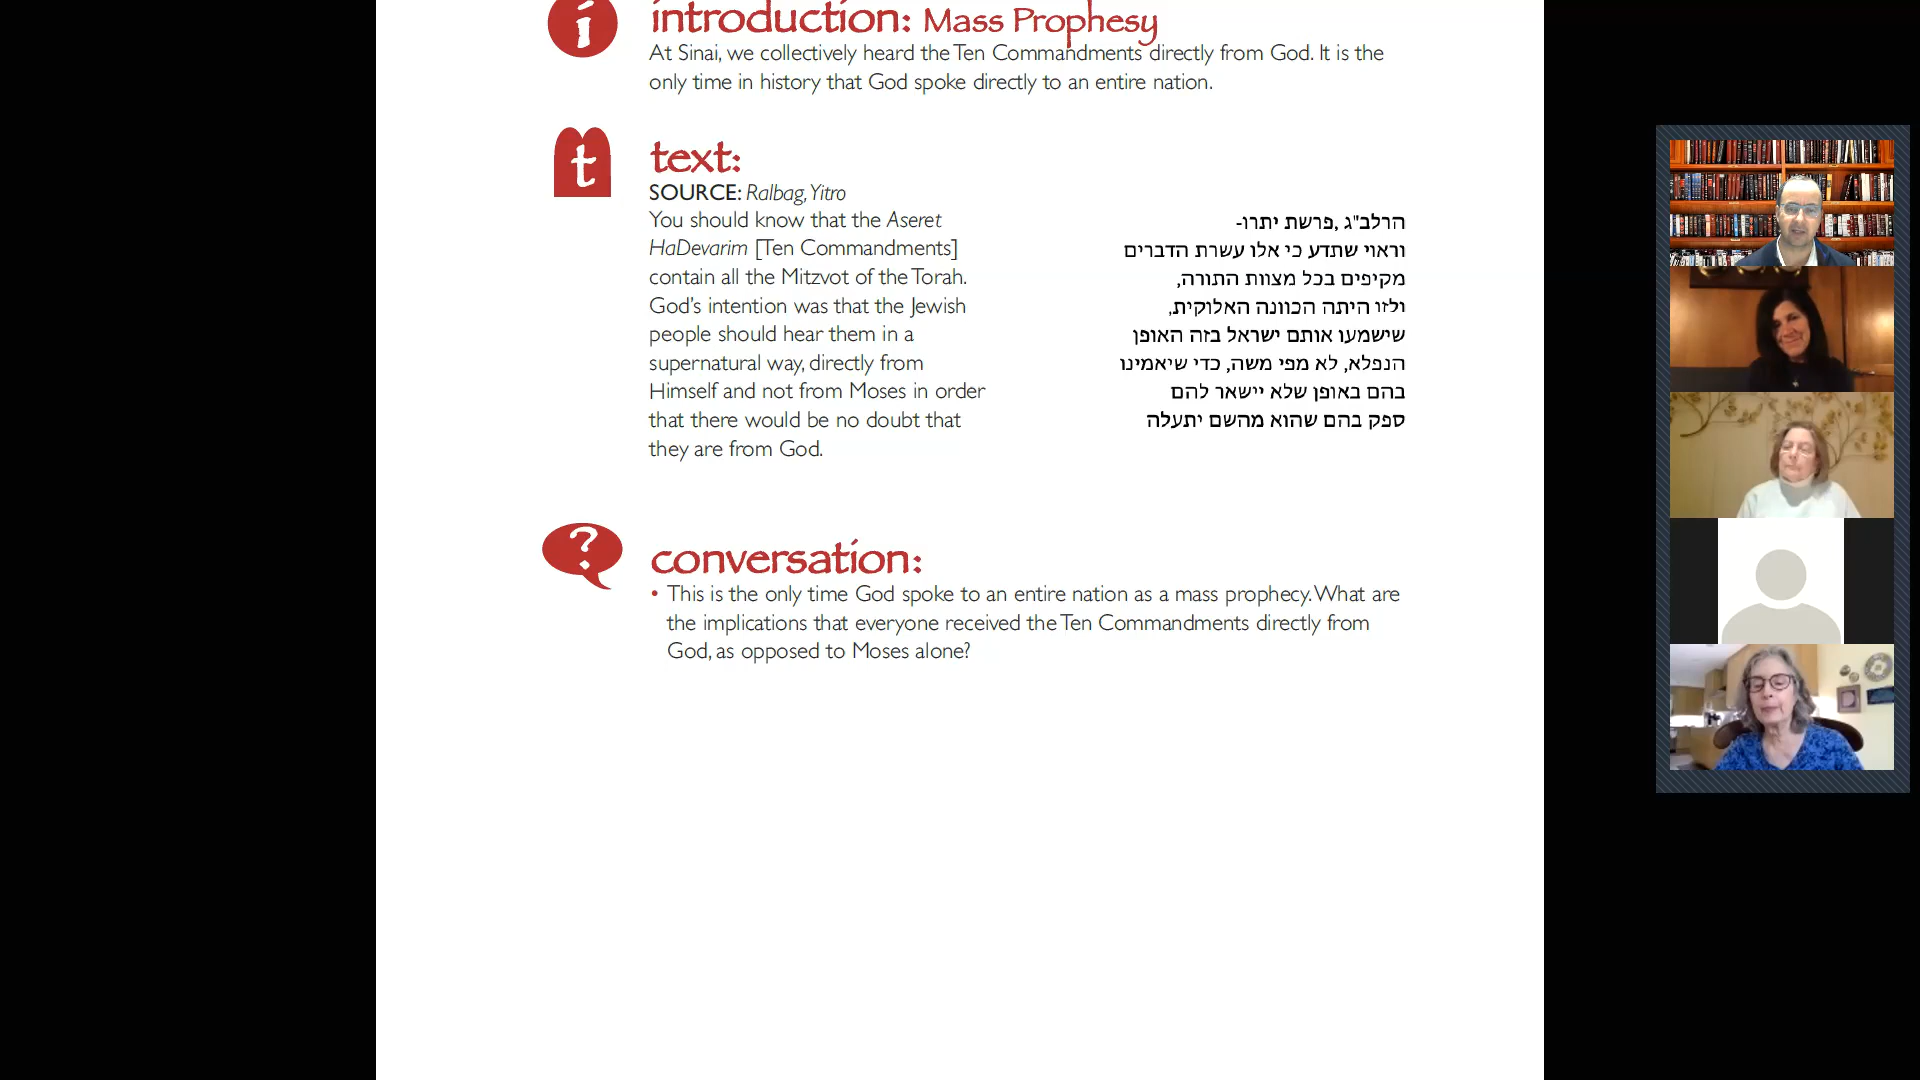 i
introduction: Mass Prophesy
At Sinai, we collectively heard the Ten Commandments directly from God. It is the
only time in history that God spoke directly to an entire nation.
t
text:
SOURCE: Ralbag, Yitro
You should know that the Aseret
HaDevarim [Ten Commandments]
contain all the Mitzvot of the Torah.
God's intention was that the Jewish
people should hear them in a
supernatural way, directly from
Himself and not from Moses in order
that there would be no doubt that
they are from God.
הרלב"ג ,פרשת יתרו-
וראוי שתדע כי אלו עשרת הדברים
מקיפים בכל מצוות התורה,
ולזו היתה הכוונה האלוקית,
שישמעו אותם ישראל בזה האופן
הנפלא, לא מפי משה, כדי שיאמינו
בהם באופן שלא יישאר להם
ספק בהם שהוא מהשם יתעלה
?
conversation:
• This is the only time God spoke to an entire nation as a mass prophecy. What are
the implications that everyone received the Ten Commandments directly from
God, as opposed to Moses alone?